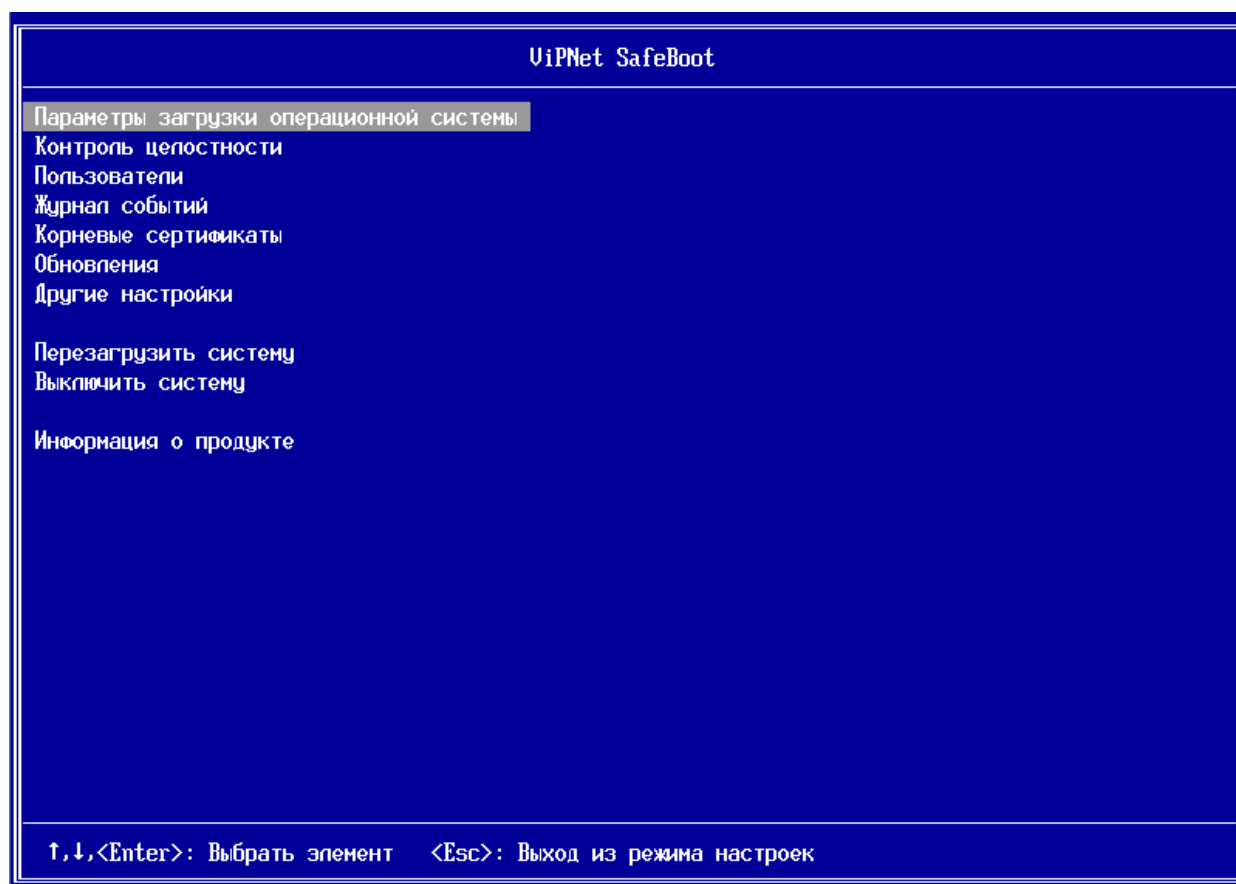 ViPNet SafeBoot
Параметры загрузки операционной системы
Контроль целостности
Пользователи
Журнал событий
Корневые сертификаты
Обновления
Другие настройки
Перезагрузить систему
Выключить систему
Информация о продукте
↑,↓,<Enter>: Выбрать элемент <Esc>: Выход из режима настроек